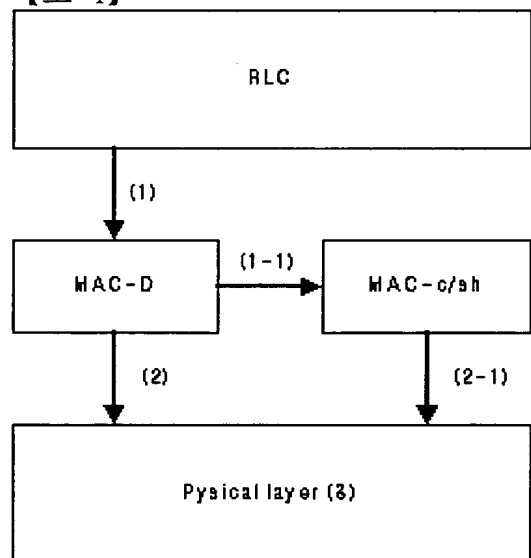 RLC
(1)
MAC-D
(1-1)
MAC-c/sh
(2)
(2-1)
Pysical layer (3)